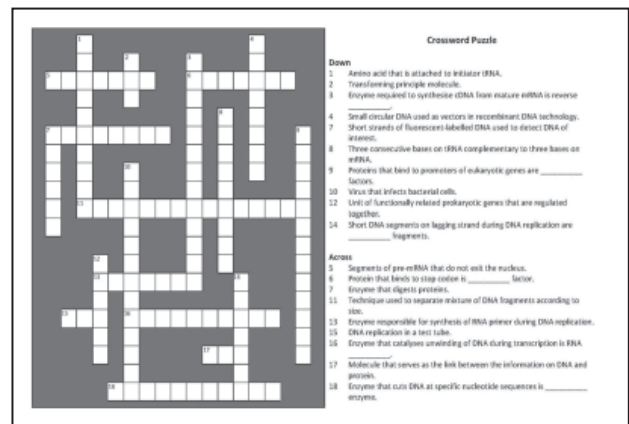 Crossword Puzzle
Down
1 Amino acid that is attached to initiator tRNA.
2 Transforming principle molecule.
3 Enzyme required to synthesise cDNA from mature mRNA is reverse
__________.
4 Small circular DNA used as vectors in recombinant DNA technology.
7 Short strands of fluorescent-labelled DNA used to detect DNA of
interest.
8 Three consecutive bases on tRNA complementary to three bases on
mRNA.
9 Proteins that bind to promoters of eukaryotic genes are __________
factors.
10 Virus that infects bacterial cells.
12 Unit of functionally related prokaryotic genes that are regulated
together.
14 Short DNA segments on lagging strand during DNA replication are
__________ fragments.
Across
5 Segments of pre-mRNA that do not exit the nucleus.
6 Protein that binds to stop codon is __________ factor.
7 Enzyme that digests proteins.
11 Technique used to separate mixture of DNA fragments according to
size.
13 Enzyme responsible for synthesis of RNA primer during DNA replication.
15 DNA replication in a test tube.
16 Enzyme that catalyses unwinding of DNA during transcription is RNA
__________.
17 Molecule that serves as the link between the information on DNA and
protein.
18 Enzyme that cuts DNA at specific nucleotide sequences is __________
enzyme.